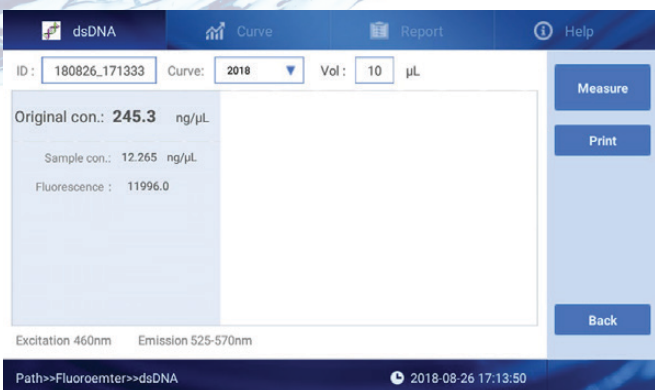 dsDNA Curve Report Help
ID : 180826_171333 Curve: 2018 Vol : 10 µL
Measure
Original con.: 245.3 ng/µL
Print
Sample con.: 12.265 ng/µL
Fluorescence : 11996.0
Back
Excitation 460nm Emission 525-570nm
Path>>Fluoroemter>>dsDNA 2018-08-26 17:13:50